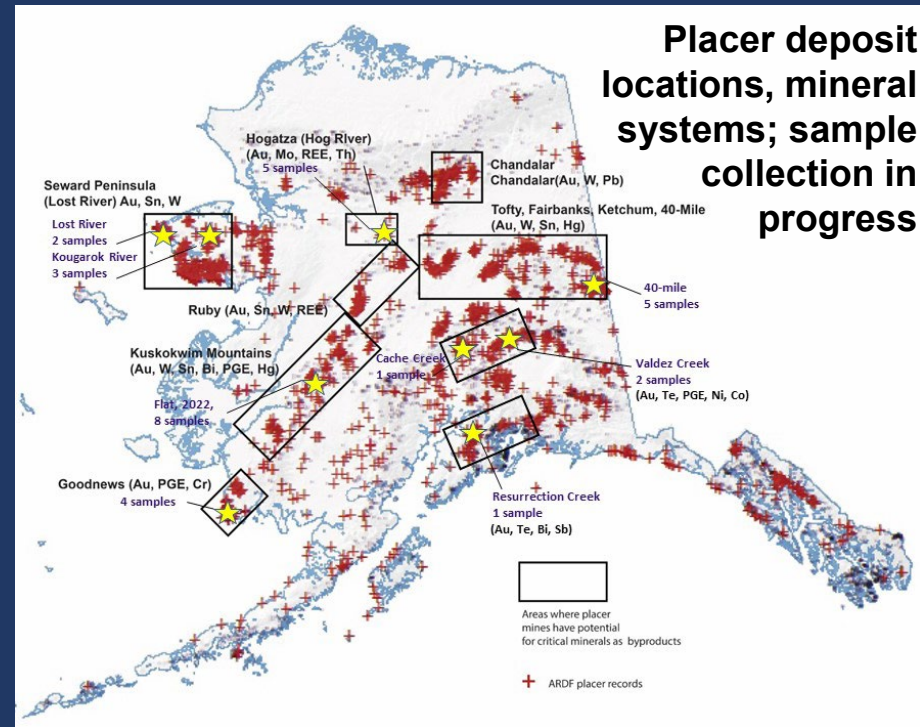 Placer deposit
locations, mineral
systems; sample
collection in
progress
Hogatza (Hog RIver)
(Au, Mo, REE, Th)
5 samples
Chandalar
Chandalar(Au, W, Pb)
Seward Peninsula
(Lost River) Au, Sn, W
Tofty, Fairbanks, Ketchum, 40-Mile
(Au, W, Sn, Hg)
Lost River
2 samples
Kougarok River
3 samples
40-mile
5 samples
Ruby (Au, Sn, W, REE)
Kuskokwim Mountains
(Au, W, Sn, Bi, PGE, Hg)
Cache Creek
1 sample
Valdez Creek
2 samples
(Au, Te, PGE, Ni, Co)
Flat, 2022,
8 samples
Goodnews (Au, PGE, Cr)
4 samples
Resurrection Creek
1 sample
(Au, Te, Bi, Sb)
Areas where placer
mines have potential
for critical minerals as byproducts
ARDF placer records